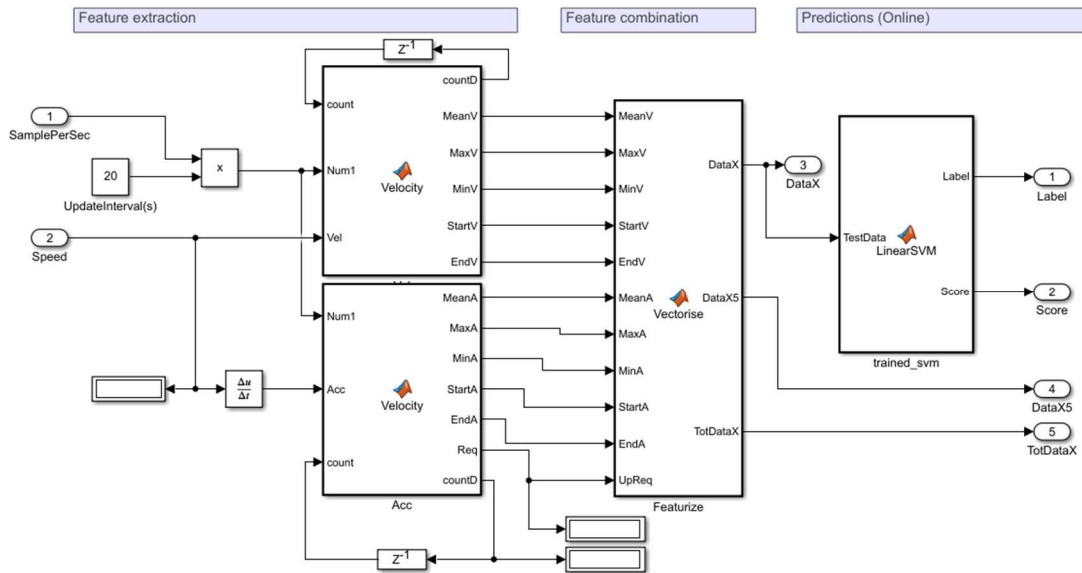 Feature extraction
Feature combination
Predictions (Online)
Z-1
count
countD
1
SamplePerSec
20
UpdateInterval(s)
x
2
Speed
Num1
Vel
Velocity
MeanV
MaxV
MinV
StartV
EndV
Num1
Acc
count
Velocity
MeanA
MaxA
MinA
StartA
EndA
Req
countD
Acc
Δu
Δt
Z-1
MeanV
MaxV
MinV
StartV
EndV
MeanA
MaxA
MinA
StartA
EndA
UpReq
Vectorise
DataX
DataX5
TotDataX
Featurize
3
DataX
TestData
LinearSVM
Label
Score
trained_svm
1
Label
2
Score
4
DataX5
5
TotDataX